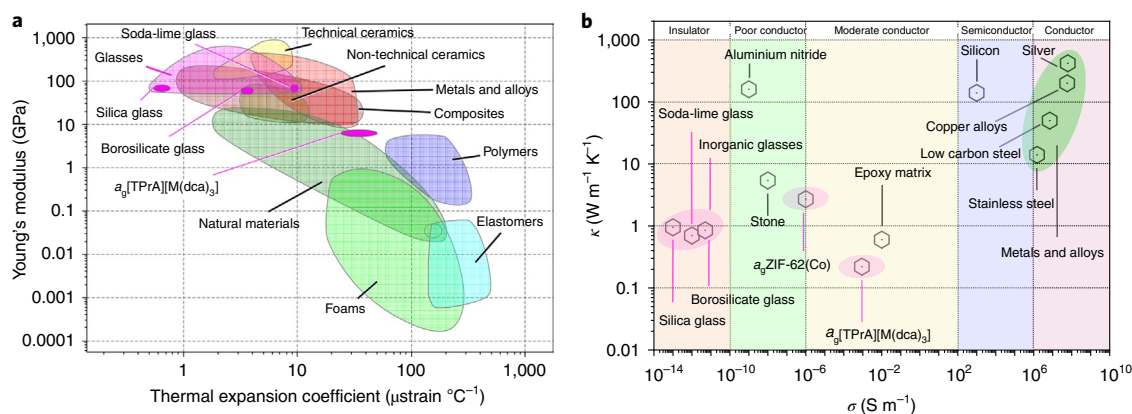 a
Young's modulus (GPa)
1,000
100
10
1
0.1
0.01
0.001
0.0001
1
10
100
1,000
Thermal expansion coefficient (μstrain °C⁻¹)
Soda-lime glass
Glasses
Technical ceramics
Non-technical ceramics
Metals and alloys
Composites
Silica glass
Borosilicate glass
Polymers
a_g[TPrA][M(dca)₃]
Natural materials
Elastomers
Foams
b
κ (W m⁻¹ K⁻¹)
1,000
100
10
1
0.1
0.01
10⁻¹⁴
10⁻¹⁰
10⁻⁶
10⁻²
10²
10⁶
10¹⁰
σ (S m⁻¹)
Insulator
Poor conductor
Moderate conductor
Semiconductor
Conductor
Aluminium nitride
Silicon
Silver
Soda-lime glass
Copper alloys
Inorganic glasses
Low carbon steel
Epoxy matrix
Stone
Stainless steel
a_gZIF-62(Co)
Metals and alloys
Borosilicate glass
Silica glass
a_g[TPrA][M(dca)₃]